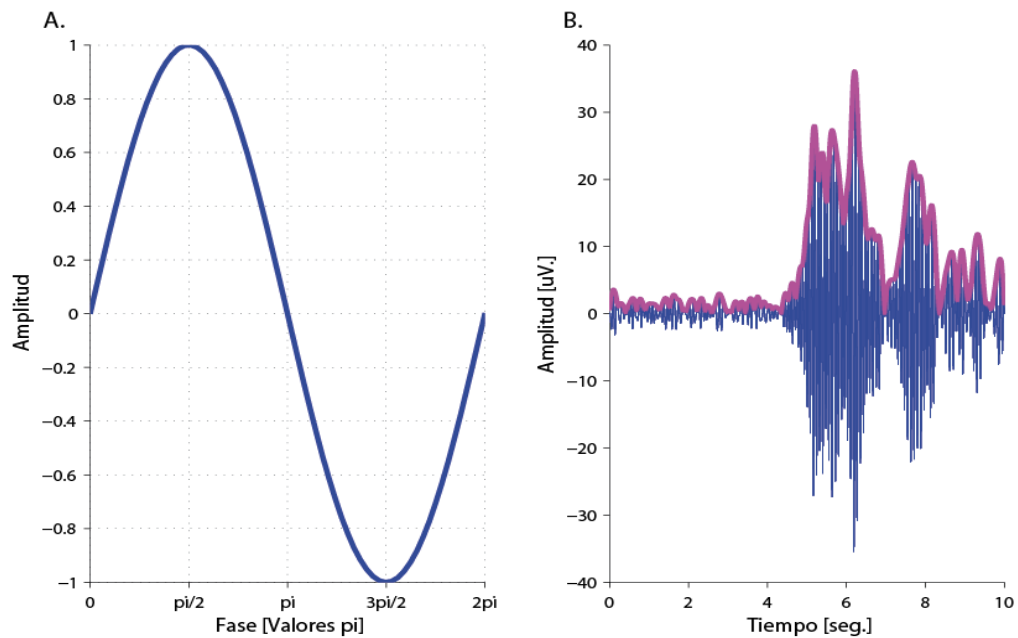 A.
Amplitud
1
0.8
0.6
0.4
0.2
0
−0.2
−0.4
−0.6
−0.8
−1
0 pi/2 pi 3pi/2 2pi
Fase [Valores pi]
B.
Amplitud [uV.]
40
30
20
10
0
−10
−20
−30
−40
0 2 4 6 8 10
Tiempo [seg.]